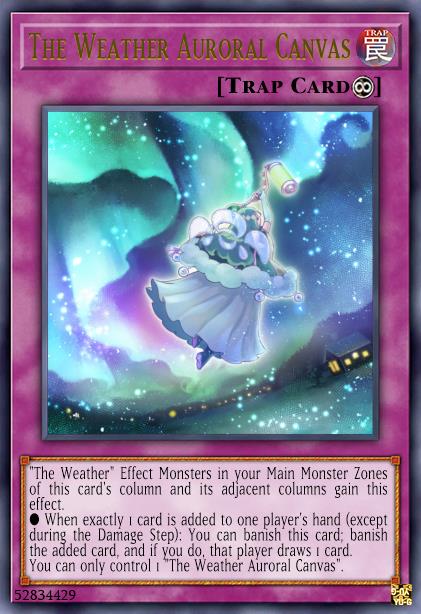 The Weather Auroral Canvas
TRAP
罠
[Trap Card]
"The Weather" Effect Monsters in your Main Monster Zones
of this card's column and its adjacent columns gain this
effect.
● When exactly 1 card is added to one player's hand (except
during the Damage Step): You can banish this card; banish
the added card, and if you do, that player draws 1 card.
You can only control 1 "The Weather Auroral Canvas".
52834429